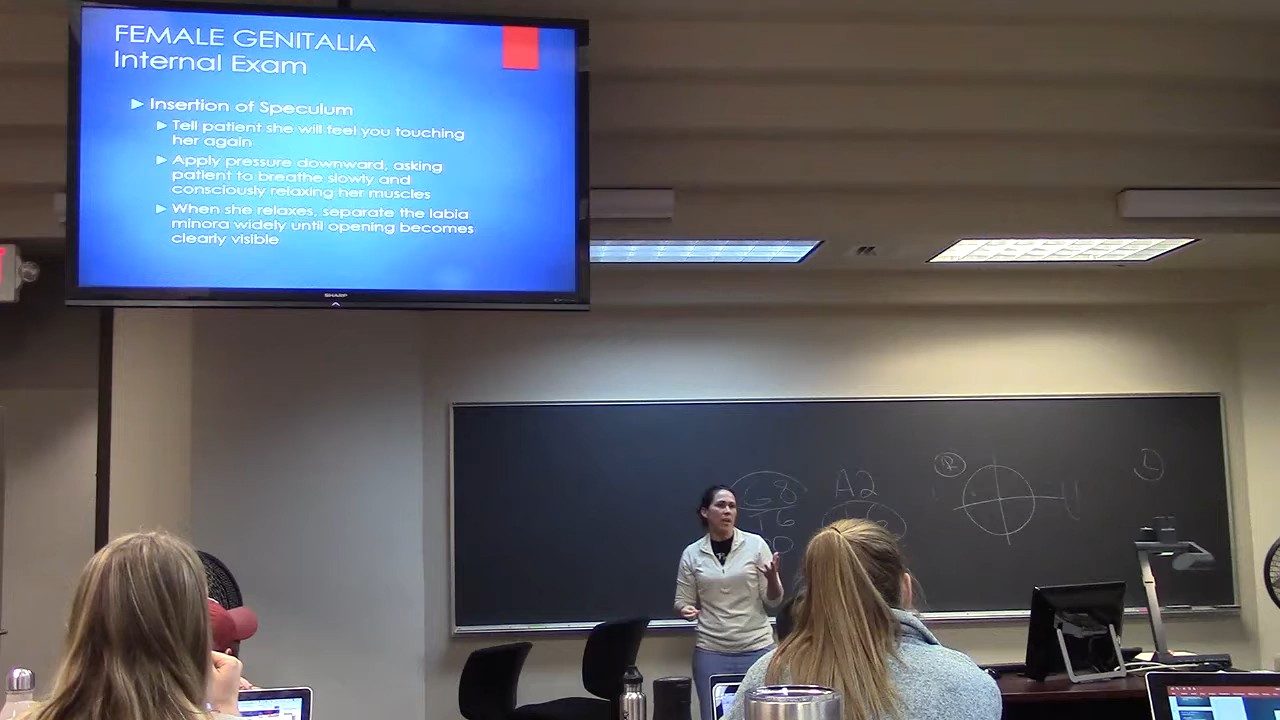 FEMALE GENITALIA
Internal Exam
Insertion of Speculum
Tell patient she will feel you touching
her again
Apply pressure downward, asking
patient to breathe slowly and
consciously relaxing her muscles
When she relaxes, separate the labia
minora widely until opening becomes
clearly visible
SHARP
G8
T6
A2
R
L